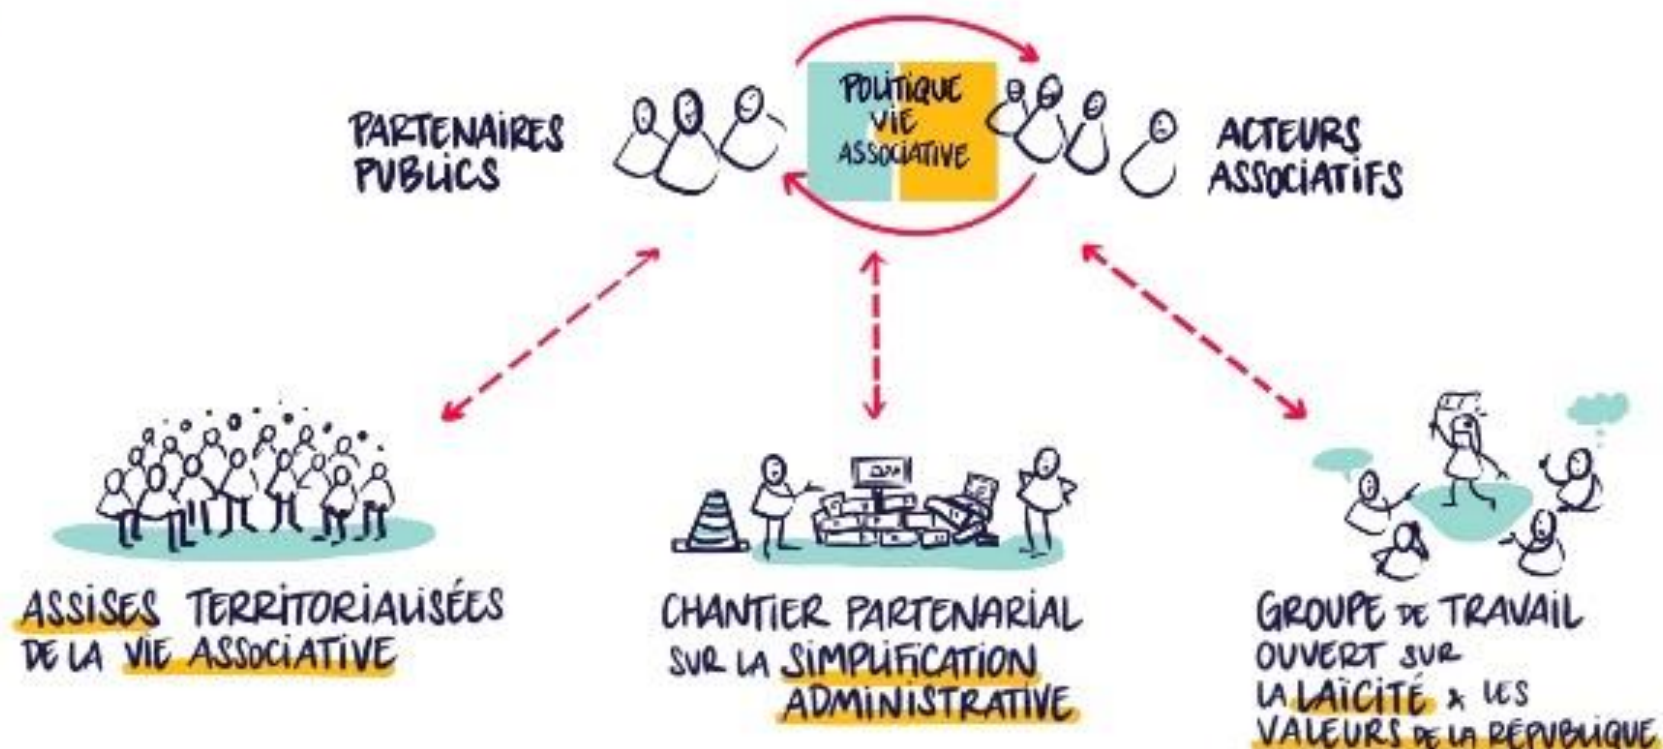 PARTENAIRES
PUBLICS
POLITIQUE
VIE
ASSOCIATIVE
ACTEURS
ASSOCIATIFS
ASSISES TERRITORIALISÉES
DE LA VIE ASSOCIATIVE
CHANTIER PARTENARIAL
SUR LA SIMPLIFICATION
ADMINISTRATIVE
GROUPE DE TRAVAIL
OUVERT SUR
LA LAÏCITÉ & LES
VALEURS DE LA RÉPUBLIQUE